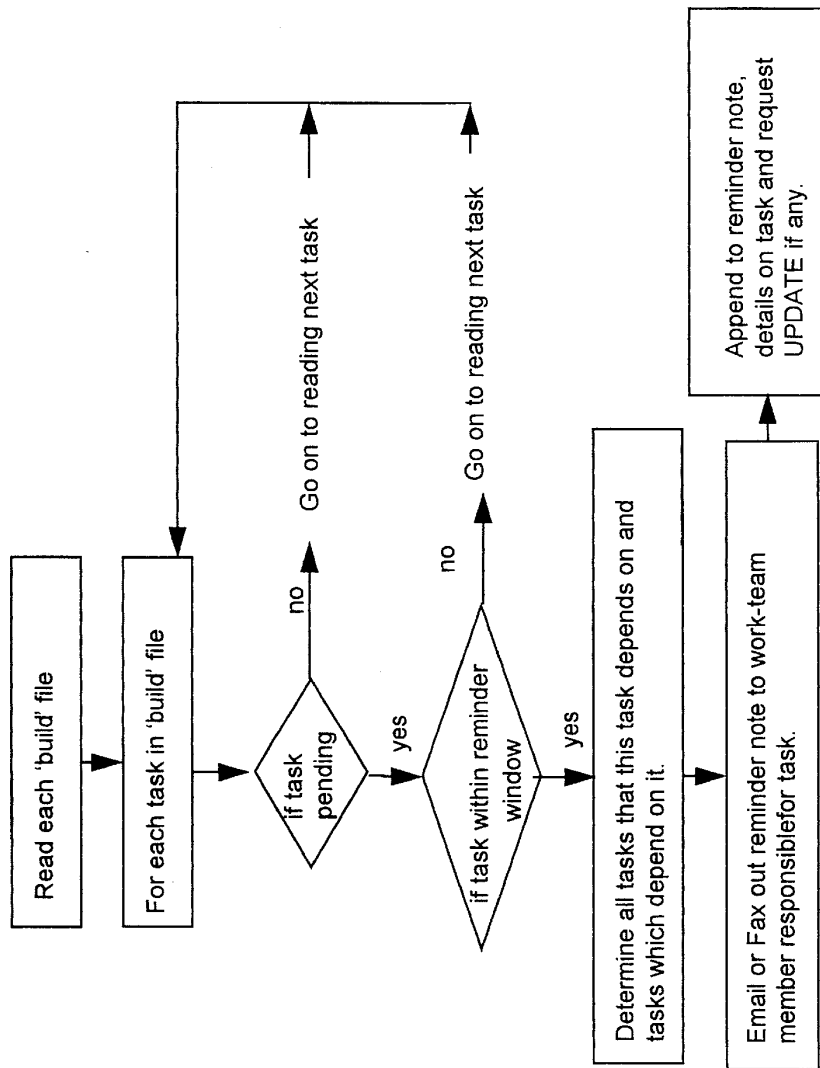 Read each 'build' file
For each task in 'build' file
if task
pending
no
Go on to reading next task
yes
if task within reminder
window
no
Go on to reading next task
yes
Determine all tasks that this task depends on and
tasks which depend on it.
Email or Fax out reminder note to work-team
member responsiblefor task.
Append to reminder note,
details on task and request
UPDATE if any.